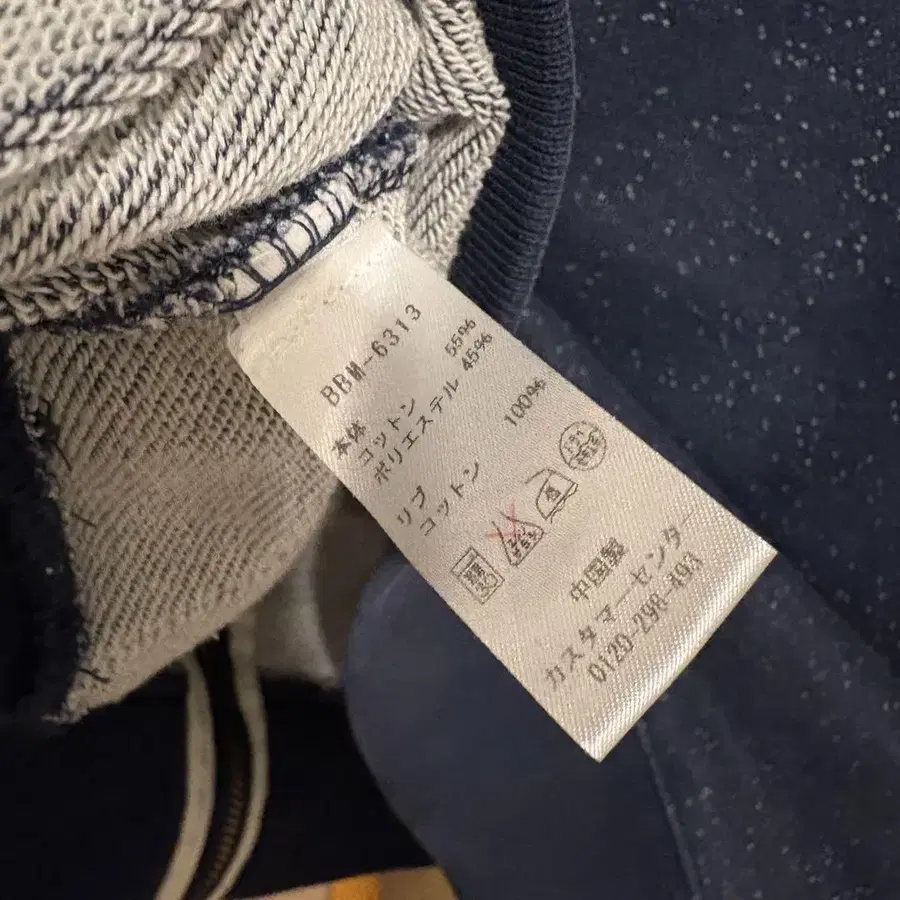 BBM-6313
本体
コットン 55%
ポリエステル 45%
リブ
コットン 100%
中国製
カスタマーセンター
0120-298-493